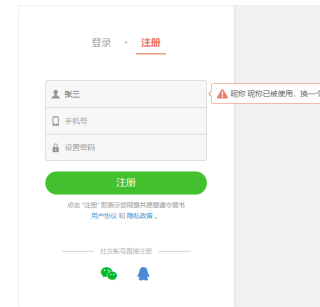 登录 · 注册
张三
昵称 昵称已被使用，换一个
手机号
设置密码
注册
点击 “注册” 即表示您同意并愿意遵守简书
用户协议 和 隐私政策 。
社交帐号直接注册